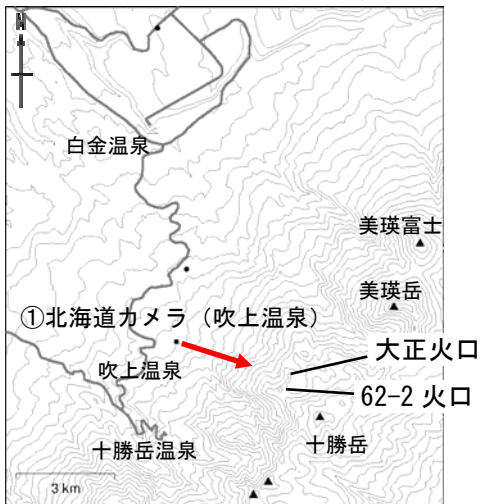 N
白金温泉
美瑛富士
美瑛岳
①北海道カメラ（吹上温泉）
大正火口
吹上温泉
62-2 火口
十勝岳
十勝岳温泉
3 km